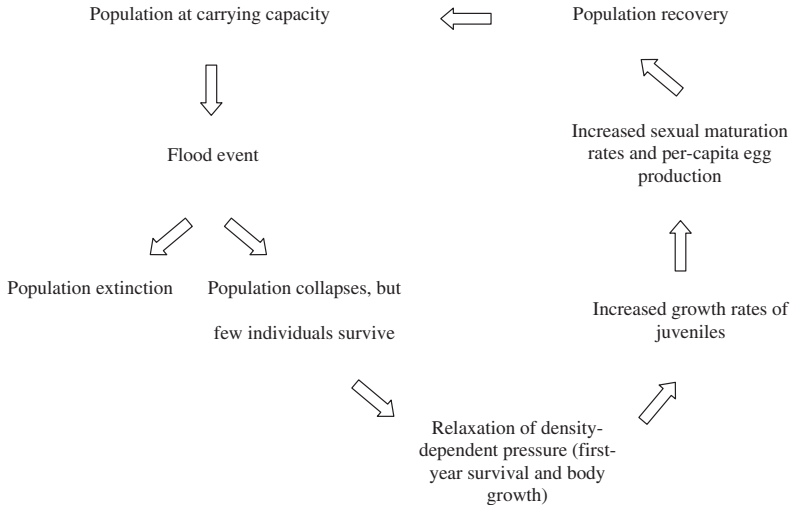 Population at carrying capacity
Population recovery
Flood event
Increased sexual maturation
rates and per-capita egg
production
Population extinction
Population collapses, but
few individuals survive
Increased growth rates of
juveniles
Relaxation of density-
dependent pressure (first-
year survival and body
growth)